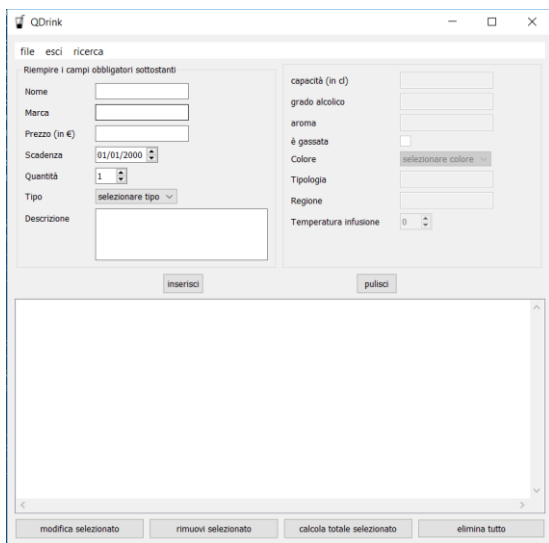 QDrink
file esci ricerca
Riempire i campi obbligatori sottostanti
Nome
Marca
Prezzo (in €)
Scadenza 01/01/2000
Quantità 1
Tipo selezionare tipo
Descrizione
capacità (in cl)
grado alcolico
aroma
è gassata
Colore selezionare colore
Tipologia
Regione
Temperatura infusione 0
inserisci pulisci
modifica selezionato rimuovi selezionato calcola totale selezionato elimina tutto